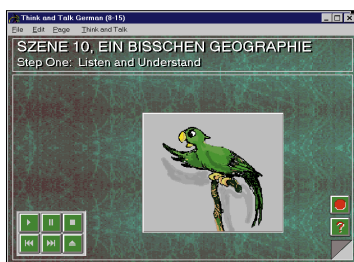 Think and Talk German (8-15)
File Edit Page Think and Talk
SZENE 10, EIN BISSCHEN GEOGRAPHIE
Step One: Listen and Understand
?